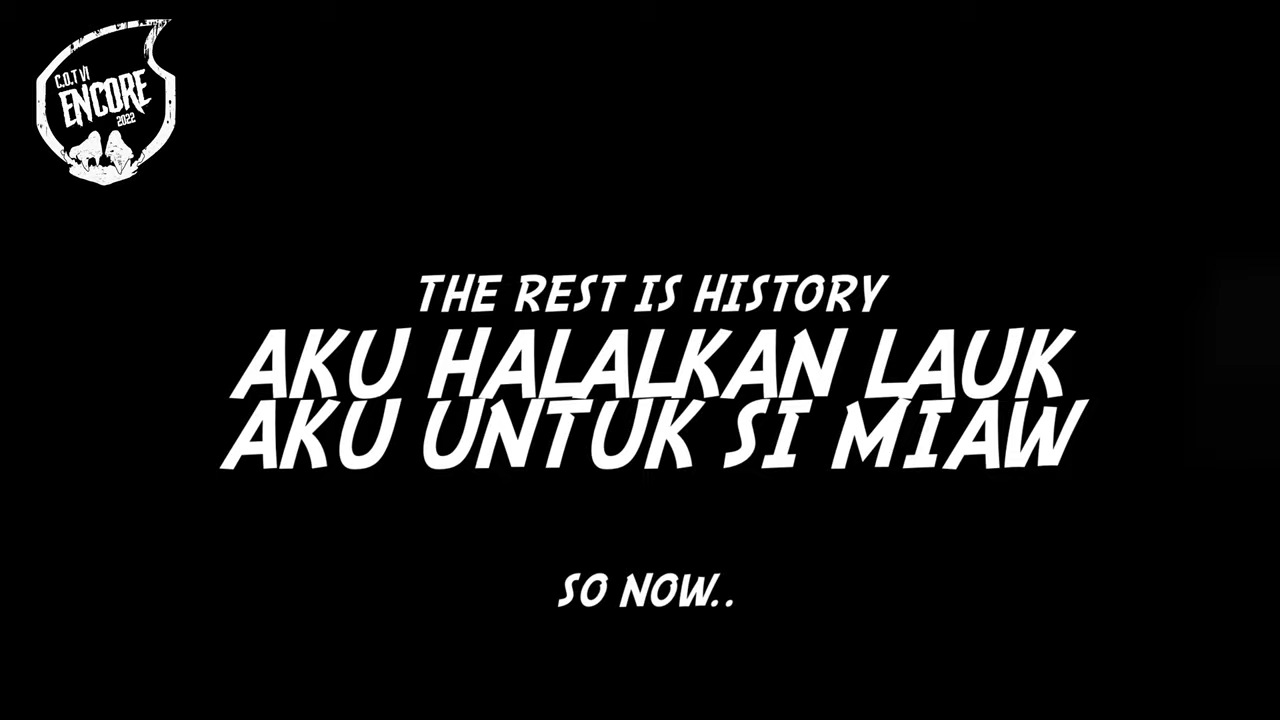 C.O.T VI
ENCORE
2022
THE REST IS HISTORY
AKU HALALKAN LAUK
AKU UNTUK SI MIAW
SO NOW..